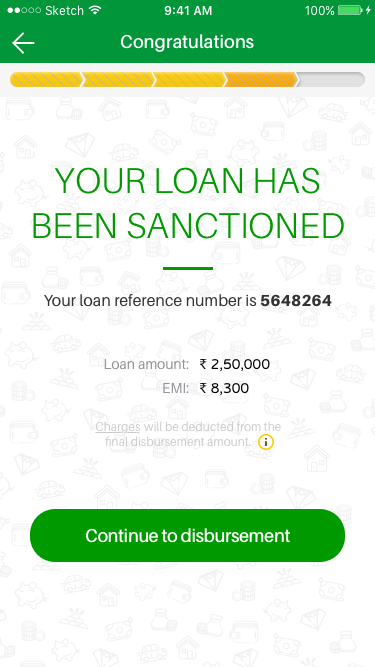 Sketch 9:41 AM 100%
Congratulations
YOUR LOAN HAS
BEEN SANCTIONED
Your loan reference number is 5648264
Loan amount: ₹ 2,50,000
EMI: ₹ 8,300
Charges will be deducted from the
final disbursement amount. i
Continue to disbursement